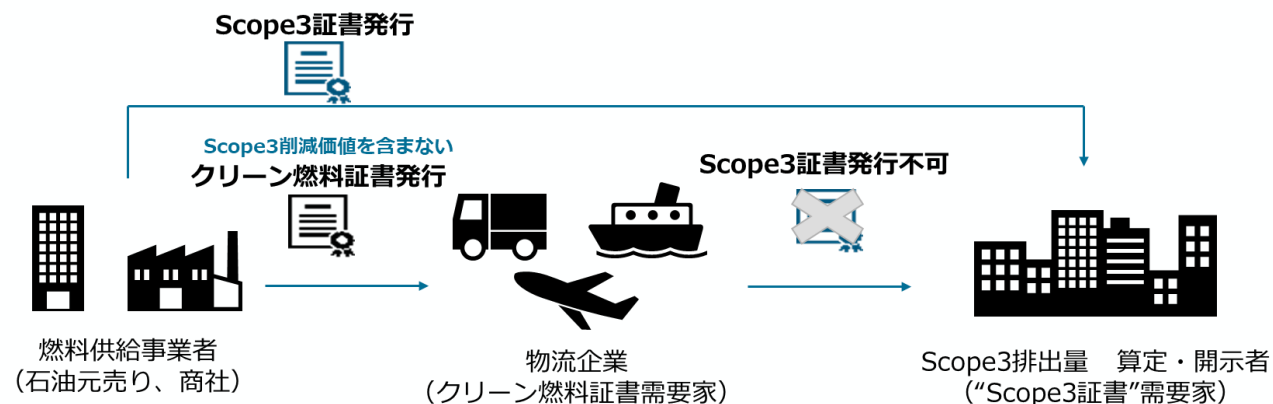 Scope3証書発行
Scope3削減価値を含まない
クリーン燃料証書発行
Scope3証書発行不可
燃料供給事業者
（石油元売り、商社）
物流企業
（クリーン燃料証書需要家）
Scope3排出量　算定・開示者
（“Scope3証書”需要家）